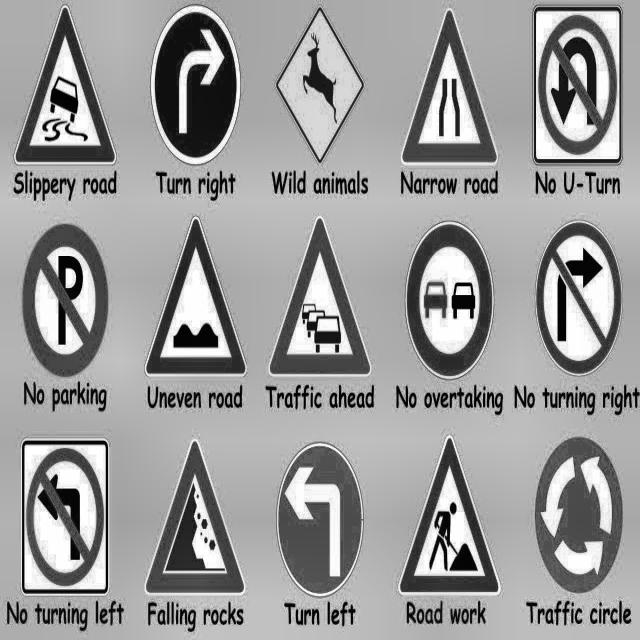 Slippery road
Turn right
Wild animals
Narrow road
No U-Turn
P
No parking
Uneven road
Traffic ahead
No overtaking
No turning right
No turning left
Falling rocks
Turn left
Road work
Traffic circle